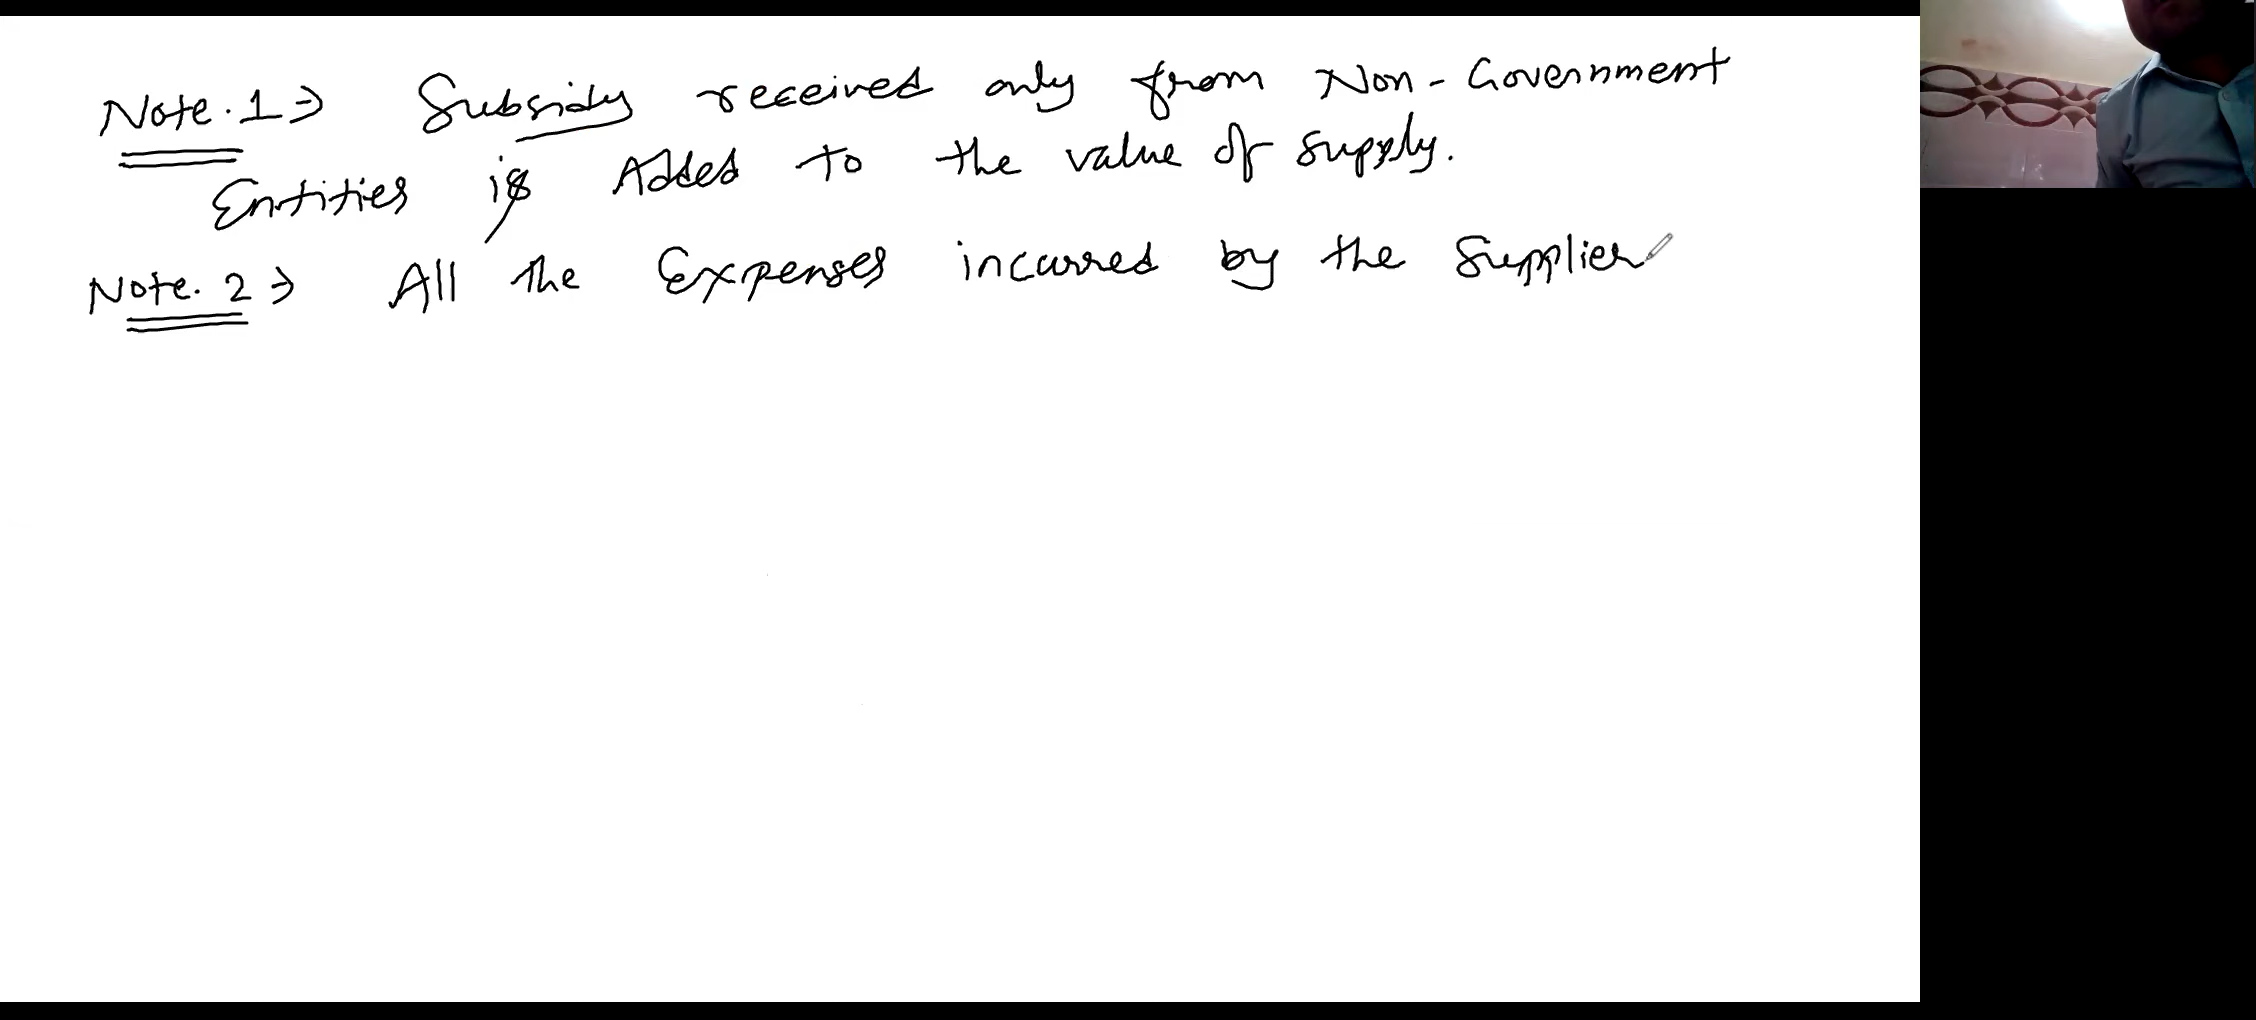 Note.1⇒ Subsidy received only from Non-Government
Entities is Added to the value of supply.
Note.2⇒ All the Expenses incurred by the Supplier